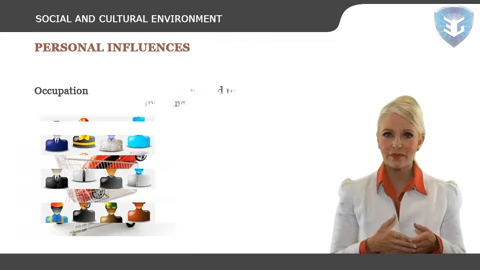 SOCIAL AND CULTURAL ENVIRONMENT
PERSONAL INFLUENCES
Occupation